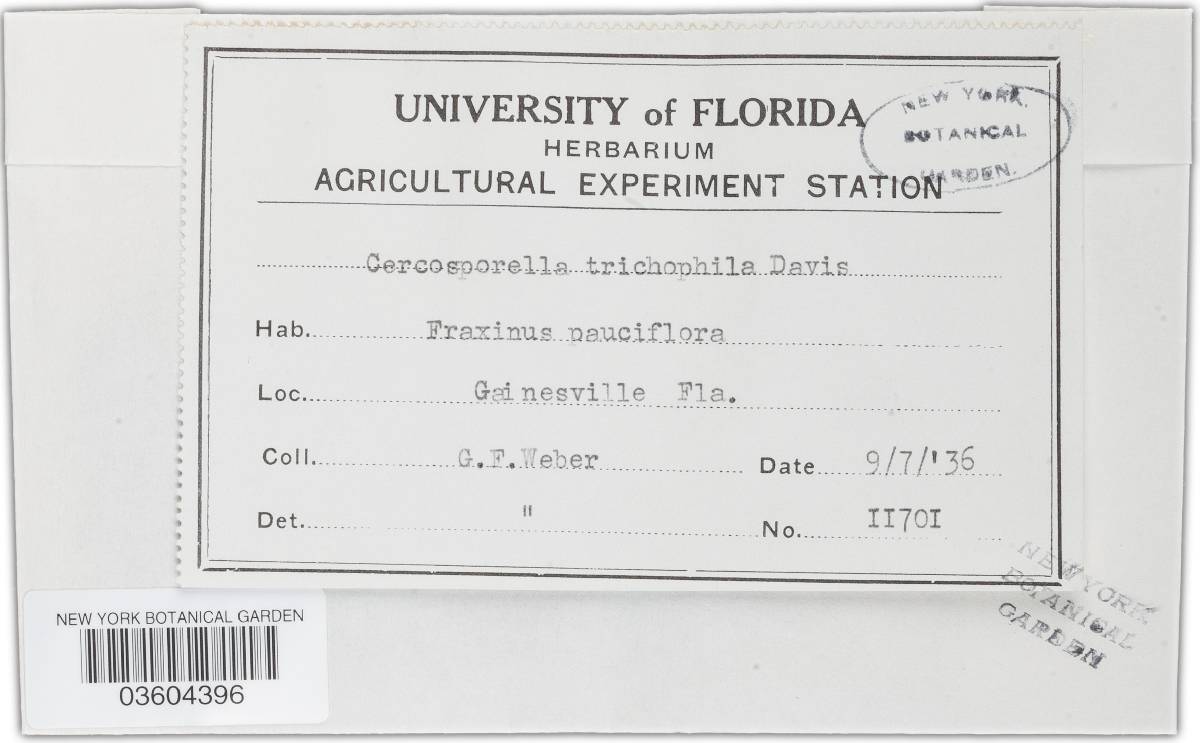 UNIVERSITY of FLORIDA
HERBARIUM
AGRICULTURAL EXPERIMENT STATION
NEW YORK.
BOTANICAL
GARDEN.
Cercosporella trichophila Davis
Hab. Fraxinus pauciflora
Loc. Gainesville Fla.
Coll. G.F.Weber Date 9/7/'36
Det. " No. II70I
NEW YORK
BOTANICAL
GARDEN
NEW YORK BOTANICAL GARDEN
03604396